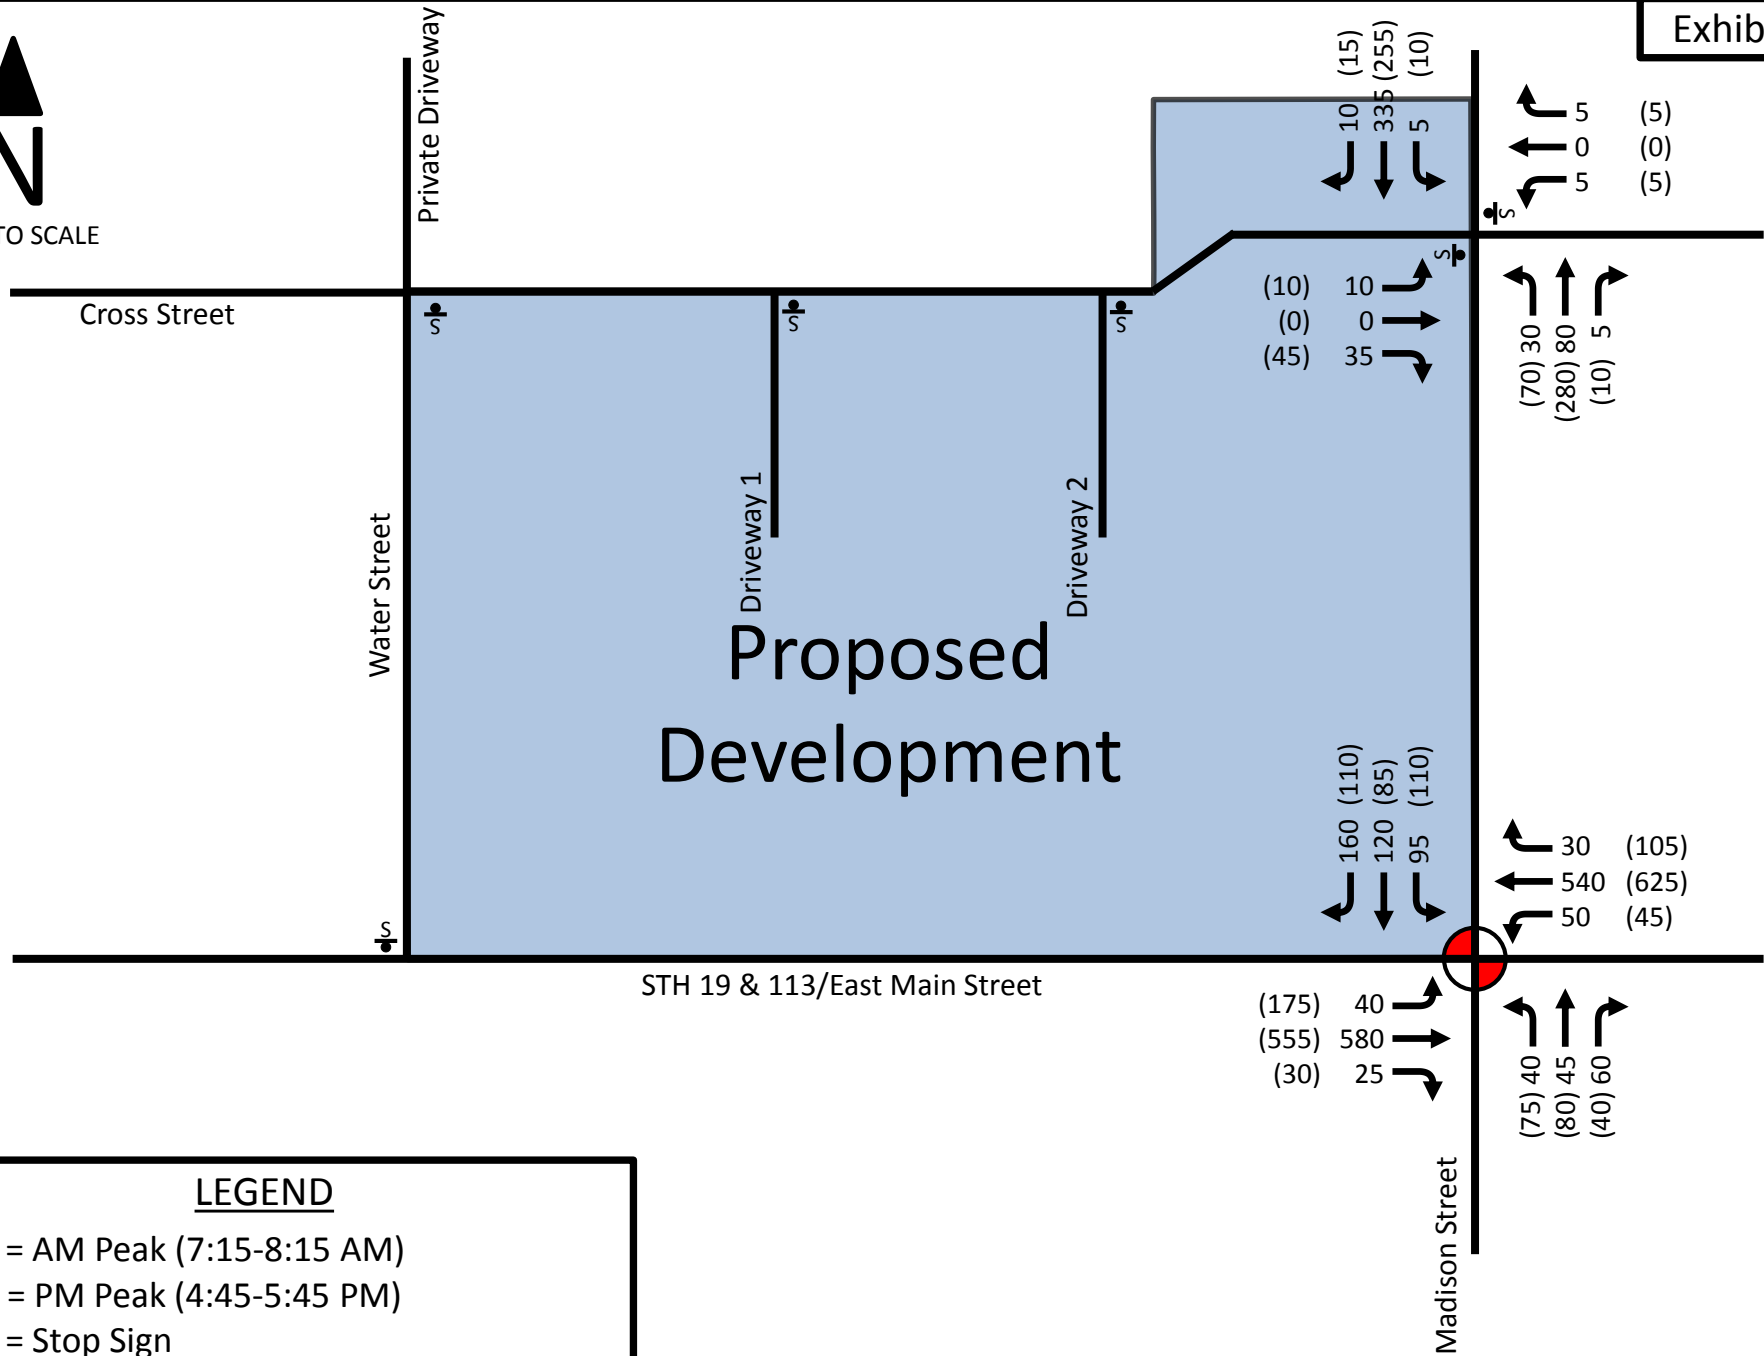 Exhib
N
TO SCALE
Private Driveway
10 (15)
335 (255)
5 (10)
5 (5)
0 (0)
5 (5)
S
S
Cross Street
S
S
S
(10) 10
(0) 0
(45) 35
(70) 30
(280) 80
(10) 5
Water Street
Driveway 1
Driveway 2
Proposed
Development
160 (110)
120 (85)
95 (110)
30 (105)
540 (625)
50 (45)
S
STH 19 & 113/East Main Street
(175) 40
(555) 580
(30) 25
(75) 40
(80) 45
(40) 60
Madison Street
LEGEND
= AM Peak (7:15-8:15 AM)
= PM Peak (4:45-5:45 PM)
= Stop Sign